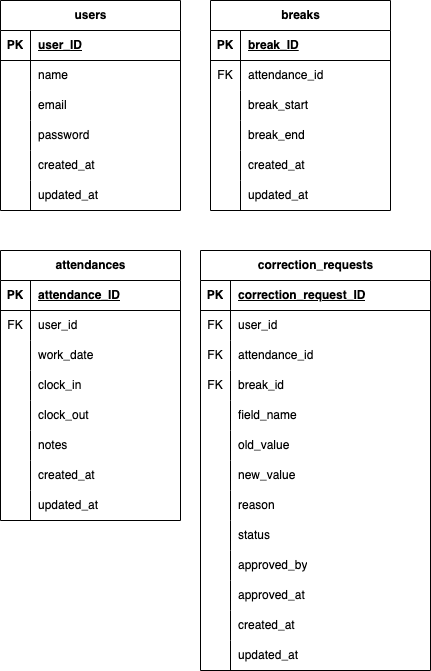 users
PK user_ID
name
email
password
created_at
updated_at
breaks
PK break_ID
FK attendance_id
break_start
break_end
created_at
updated_at
attendances
PK attendance_ID
FK user_id
work_date
clock_in
clock_out
notes
created_at
updated_at
correction_requests
PK correction_request_ID
FK user_id
FK attendance_id
FK break_id
field_name
old_value
new_value
reason
status
approved_by
approved_at
created_at
updated_at